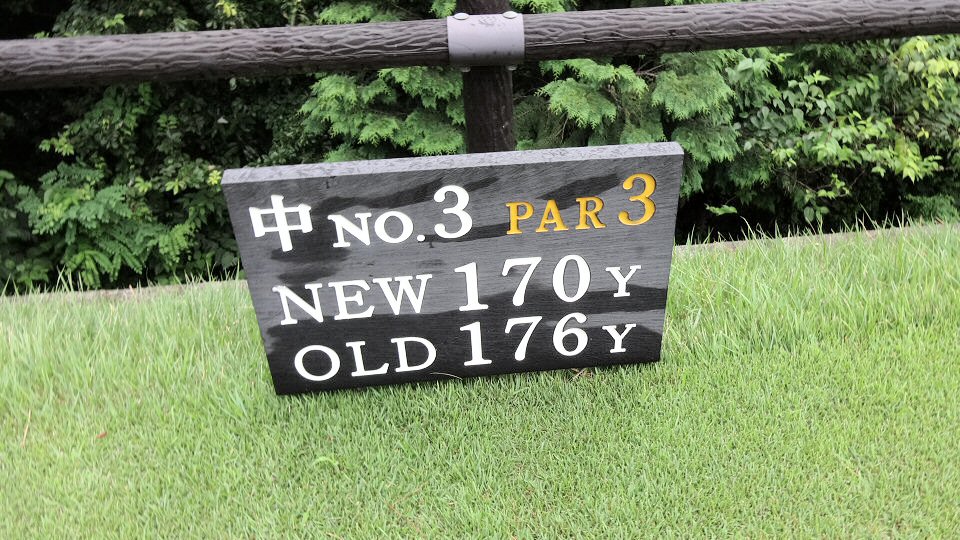 中 NO.3 PAR 3
NEW 170 Y
OLD 176 Y